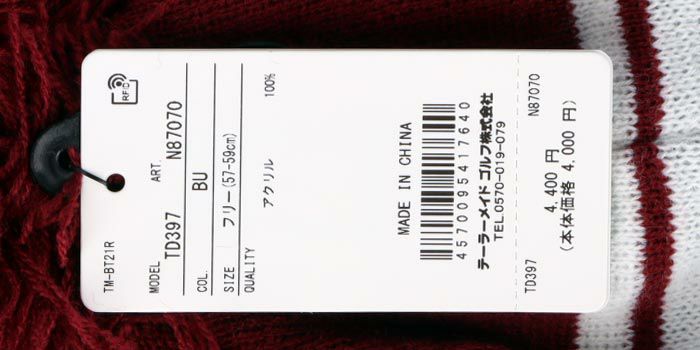 RFID
TM-BT21R
MODEL ART.
TD397 N87070
COL. BU
SIZE フリー(57-59cm)
QUALITY
アクリル 100%
MADE IN CHINA
4570095417640
テーラーメイド ゴルフ株式会社
TEL.0570-019-079
TD397 N87070
4,400 円
(本体価格 4,000 円)